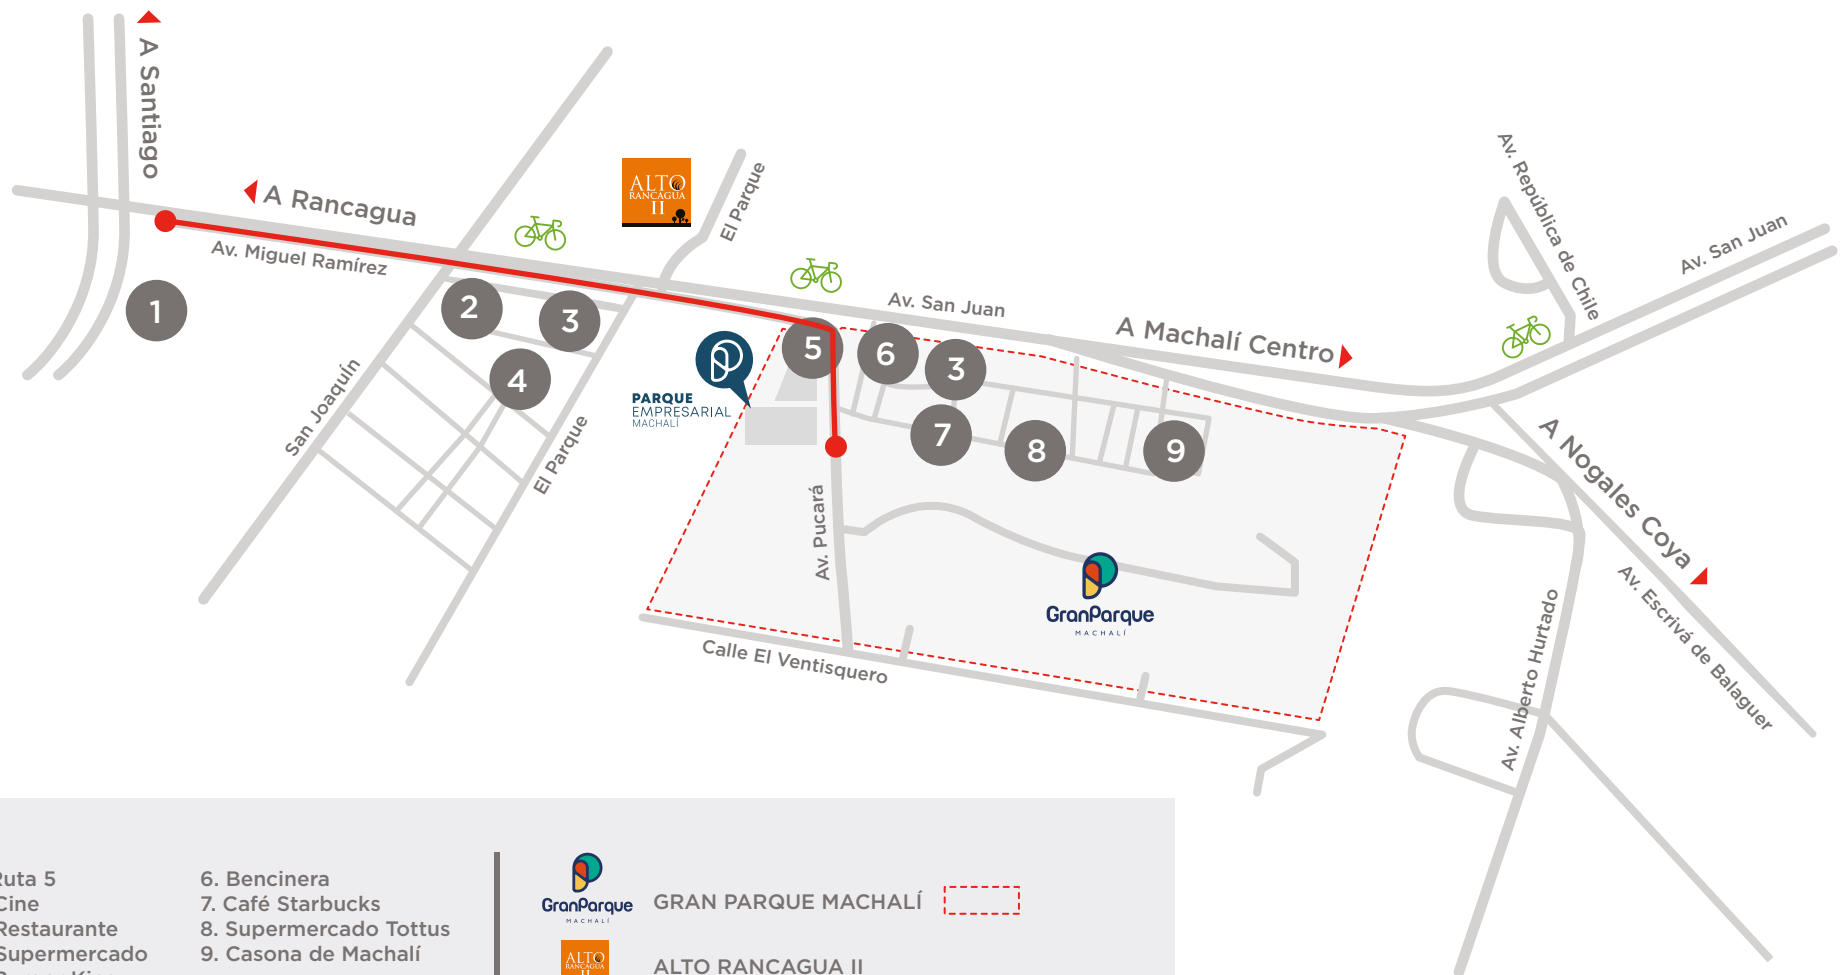 A Santiago
A Rancagua
Av. Miguel Ramírez
ALTO
RANCAGUA
II
El Parque
Av. República de Chile
Av. San Juan
Av. San Juan
A Machalí Centro
1
2
3
4
5
6
3
7
8
9
PARQUE
EMPRESARIAL
MACHALÍ
San Joaquín
El Parque
Av. Pucará
A Nogales Coya
Av. Escrivá de Balaguer
Av. Alberto Hurtado
GranParque
MACHALÍ
Calle El Ventisquero
Ruta 5
Cine
Restaurante
Supermercado
6. Bencinera
7. Café Starbucks
8. Supermercado Tottus
9. Casona de Machalí
GranParque
MACHALÍ
GRAN PARQUE MACHALÍ
ALTO
RANCAGUA
II
ALTO RANCAGUA II